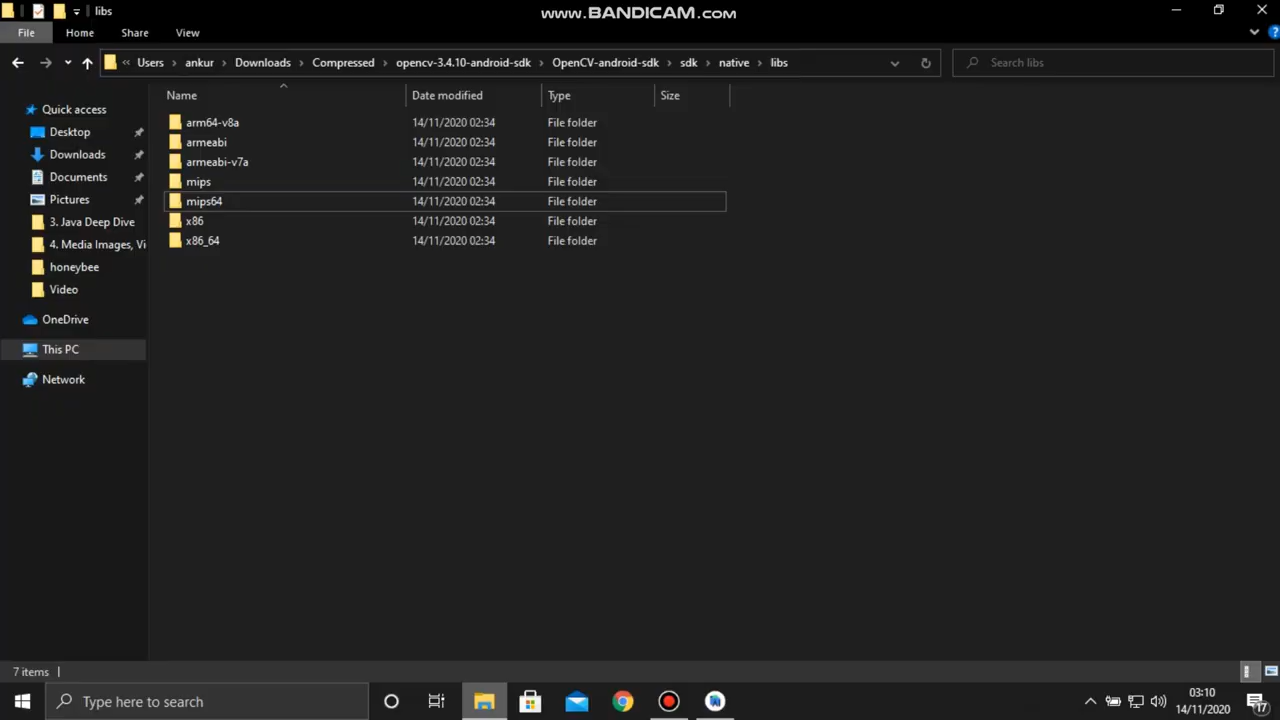 libs
www.BANDICAM.com
File Home Share View
« Users › ankur › Downloads › Compressed › opencv-3.4.10-android-sdk › OpenCV-android-sdk › sdk › native › libs
Search libs
Name Date modified Type Size
Quick access
Desktop
Downloads
Documents
Pictures
3. Java Deep Dive
4. Media Images, Vi
honeybee
Video
OneDrive
This PC
Network
arm64-v8a 14/11/2020 02:34 File folder
armeabi 14/11/2020 02:34 File folder
armeabi-v7a 14/11/2020 02:34 File folder
mips 14/11/2020 02:34 File folder
mips64 14/11/2020 02:34 File folder
x86 14/11/2020 02:34 File folder
x86_64 14/11/2020 02:34 File folder
7 items
Type here to search
03:10
14/11/2020
17